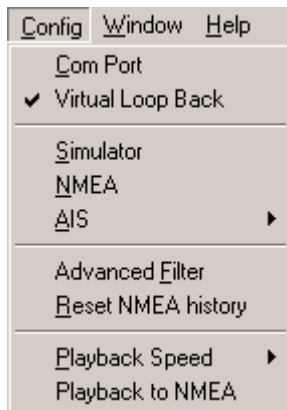 Config Window Help
Com Port
Virtual Loop Back
Simulator
NMEA
AIS
Advanced Filter
Reset NMEA history
Playback Speed
Playback to NMEA